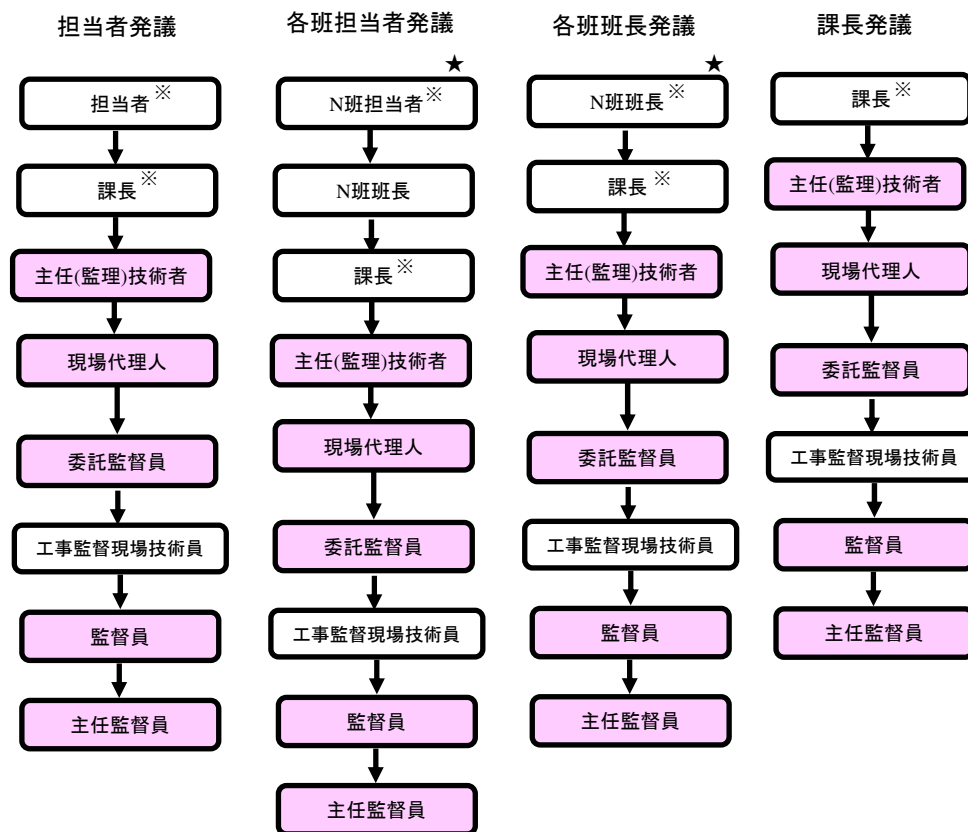 担当者発議
担当者※
課長※
主任(監理)技術者
現場代理人
委託監督員
工事監督現場技術員
監督員
主任監督員
各班担当者発議
★
N班担当者※
N班班長
課長※
主任(監理)技術者
現場代理人
委託監督員
工事監督現場技術員
監督員
主任監督員
各班班長発議
★
N班班長※
課長※
主任(監理)技術者
現場代理人
委託監督員
工事監督現場技術員
監督員
主任監督員
課長発議
課長※
主任(監理)技術者
現場代理人
委託監督員
工事監督現場技術員
監督員
主任監督員